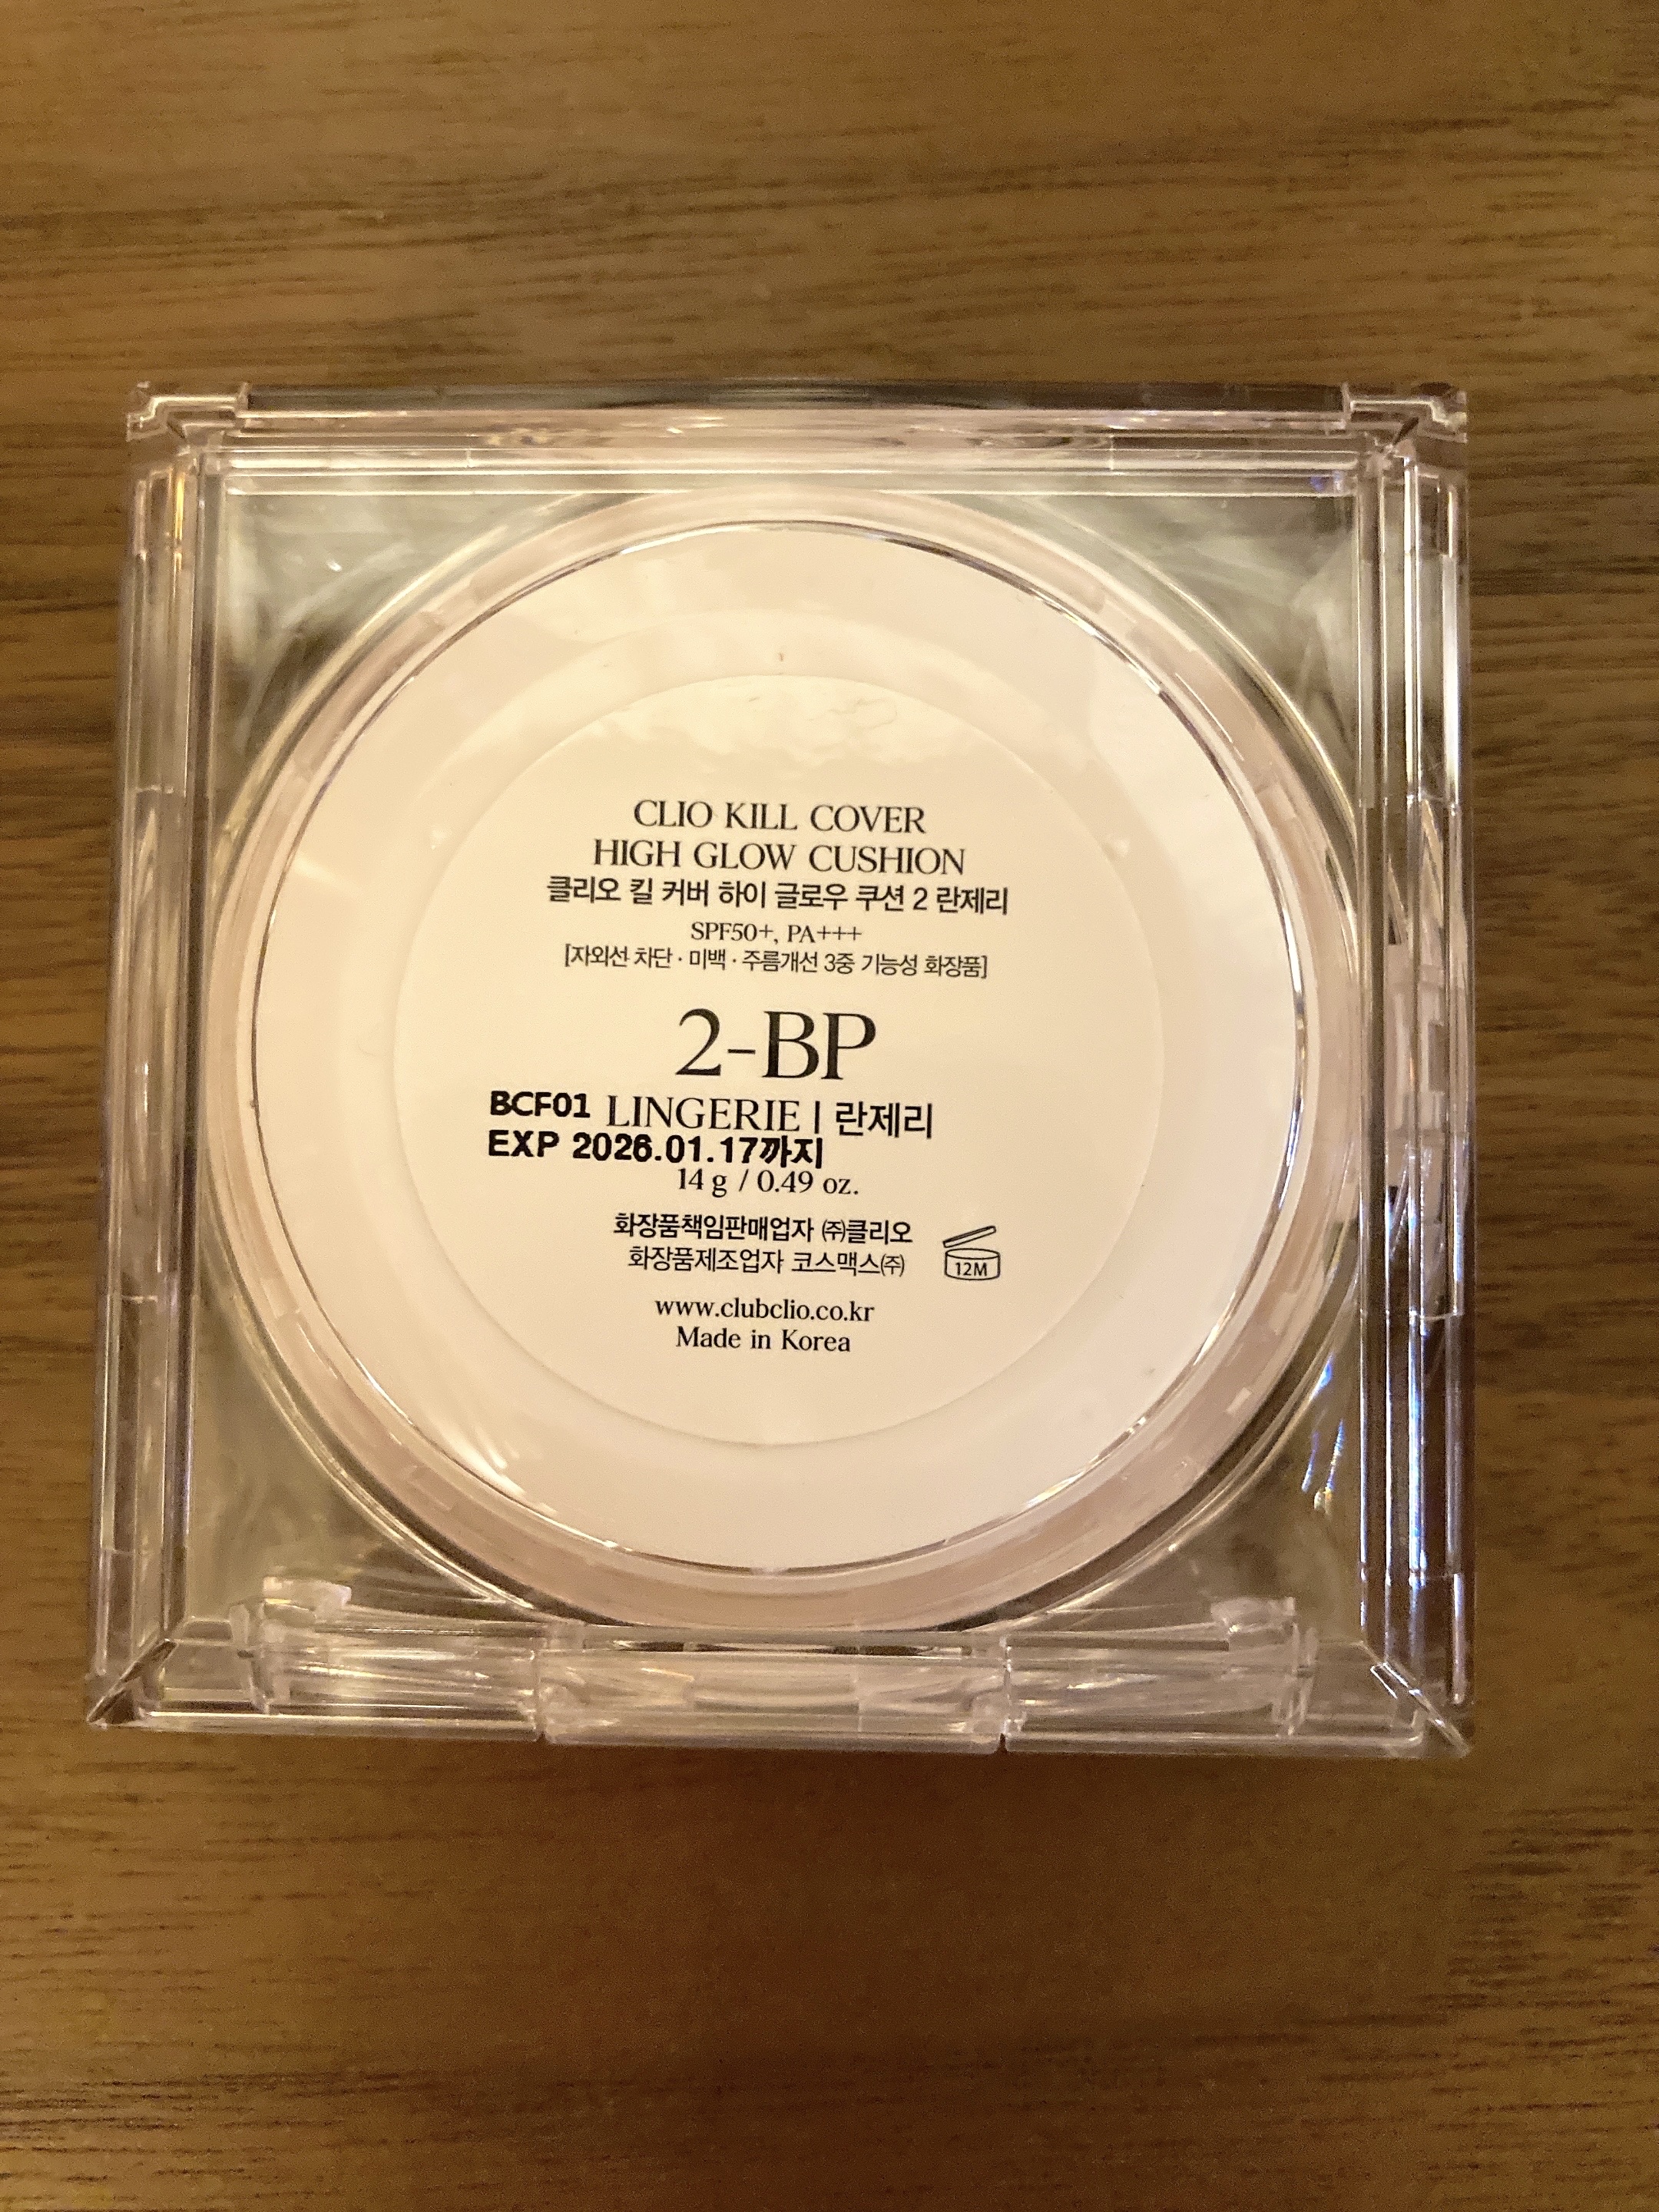 CLIO KILL COVER
HIGH GLOW CUSHION
클리오 킬 커버 하이 글로우 쿠션 2 란제리
SPF50+, PA+++
[자외선 차단 · 미백 · 주름개선 3중 기능성 화장품]
2-BP
BCF01 LINGERIE | 란제리
EXP 2026.01.17까지
14 g / 0.49 oz.
화장품책임판매업자 ㈜클리오
화장품제조업자 코스맥스㈜
12M
www.clubclio.co.kr
Made in Korea